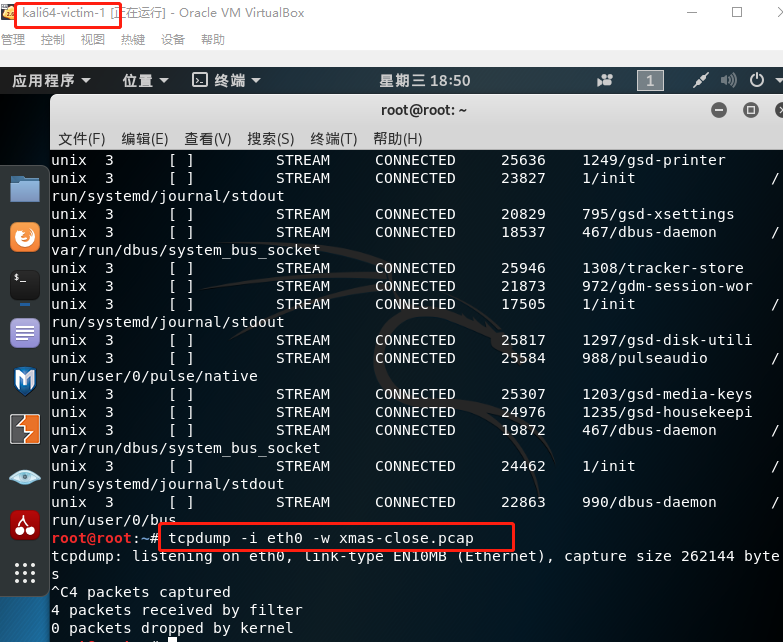 kali64-victim-1 [正在运行] - Oracle VM VirtualBox
管理 控制 视图 热键 设备 帮助
应用程序 位置 终端 星期三 18:50 1
root@root: ~
文件(F) 编辑(E) 查看(V) 搜索(S) 终端(T) 帮助(H)
unix 3 [ ] STREAM CONNECTED 25636 1249/gsd-printer
unix 3 [ ] STREAM CONNECTED 23827 1/init /
run/systemd/journal/stdout
unix 3 [ ] STREAM CONNECTED 20829 795/gsd-xsettings
unix 3 [ ] STREAM CONNECTED 18537 467/dbus-daemon /
var/run/dbus/system_bus_socket
unix 3 [ ] STREAM CONNECTED 25946 1308/tracker-store
unix 3 [ ] STREAM CONNECTED 21873 972/gdm-session-wor
unix 3 [ ] STREAM CONNECTED 17505 1/init /
run/systemd/journal/stdout
unix 3 [ ] STREAM CONNECTED 25817 1297/gsd-disk-utili
unix 3 [ ] STREAM CONNECTED 25584 988/pulseaudio /
run/user/0/pulse/native
unix 3 [ ] STREAM CONNECTED 25307 1203/gsd-media-keys
unix 3 [ ] STREAM CONNECTED 24976 1235/gsd-housekeepi
unix 3 [ ] STREAM CONNECTED 19872 467/dbus-daemon /
var/run/dbus/system_bus_socket
unix 3 [ ] STREAM CONNECTED 24462 1/init /
run/systemd/journal/stdout
unix 3 [ ] STREAM CONNECTED 22863 990/dbus-daemon /
run/user/0/bus
root@root:~# tcpdump -i eth0 -w xmas-close.pcap
tcpdump: listening on eth0, link-type EN10MB (Ethernet), capture size 262144 byte
s
^C4 packets captured
4 packets received by filter
0 packets dropped by kernel